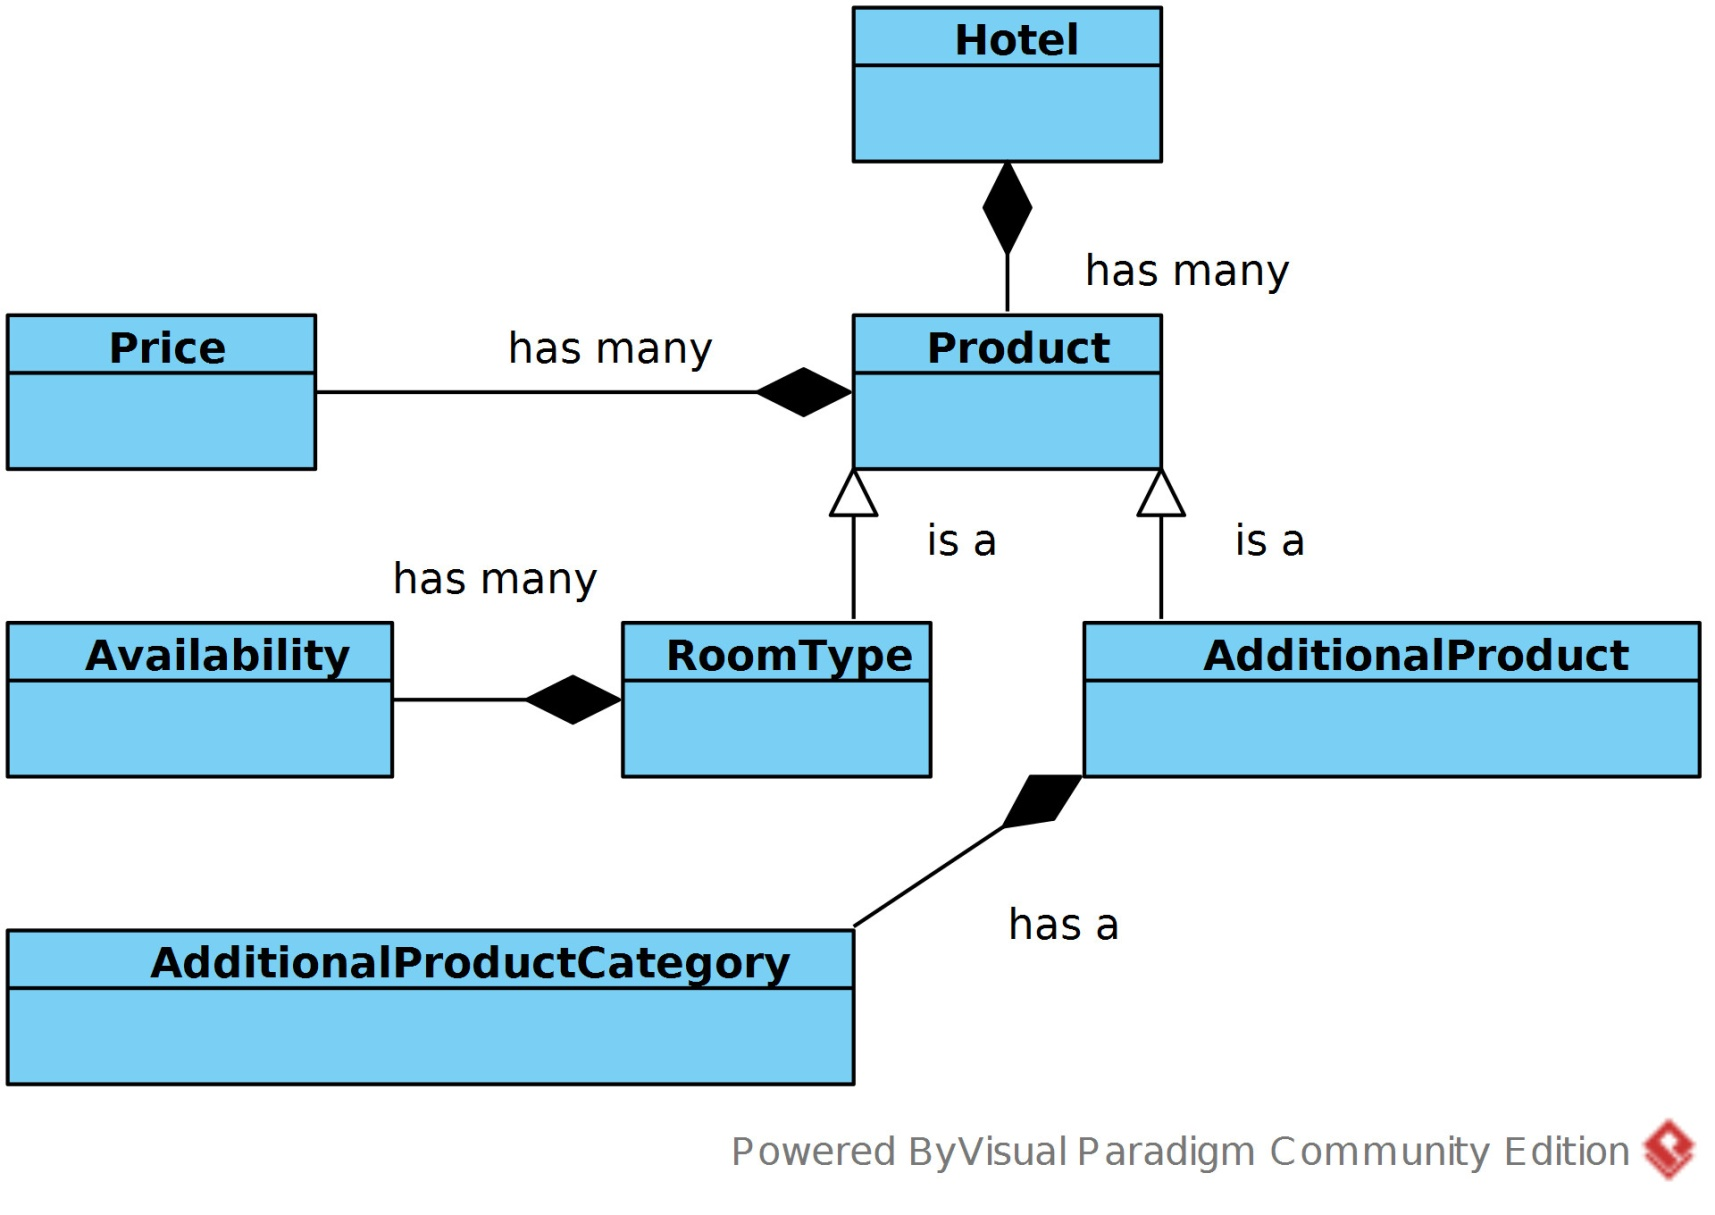 Hotel
has many
Price
has many
Product
is a
is a
has many
Availability
RoomType
AdditionalProduct
has a
AdditionalProductCategory
Powered ByVisual Paradigm Community Edition